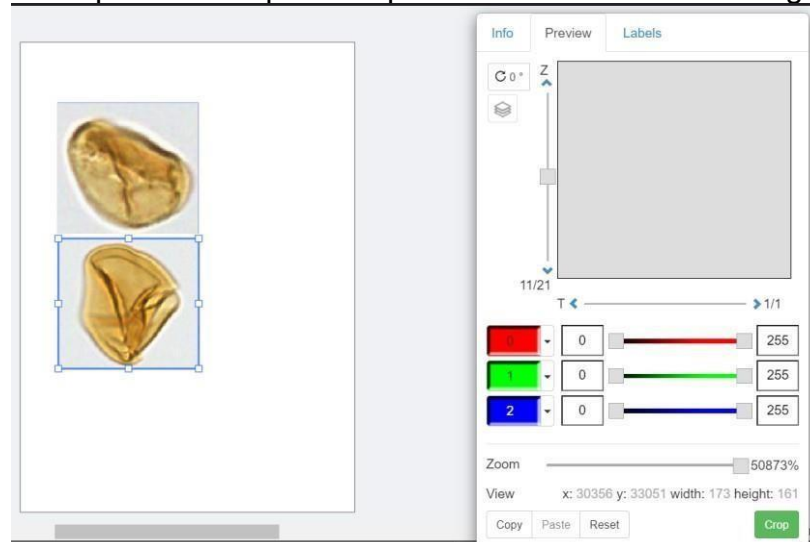 Info Preview Labels
0 °
Z
11/21
T 1/1
0 0 255
1 0 255
2 0 255
Zoom 50873%
View x: 30356 y: 33051 width: 173 height: 161
Copy Paste Reset Crop